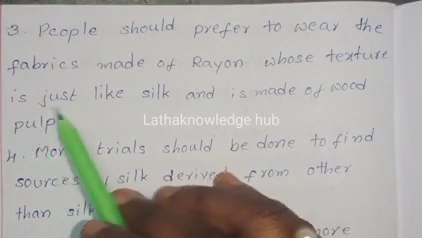 3. People should prefer to wear the
fabrics made of Rayon whose texture
is just like silk and is made of wood
pulp
Lathaknowledge hub
4. trials should be done to find
sources silk derived from other
than
more